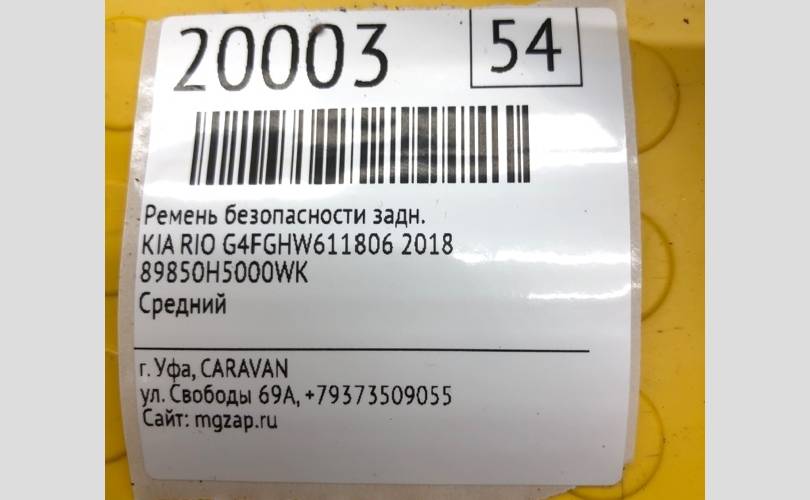 20003 54
Ремень безопасности задн.
KIA RIO G4FGHW611806 2018
89850H5000WK
Средний
г. Уфа, CARAVAN
ул. Свободы 69А, +79373509055
Сайт: mgzap.ru